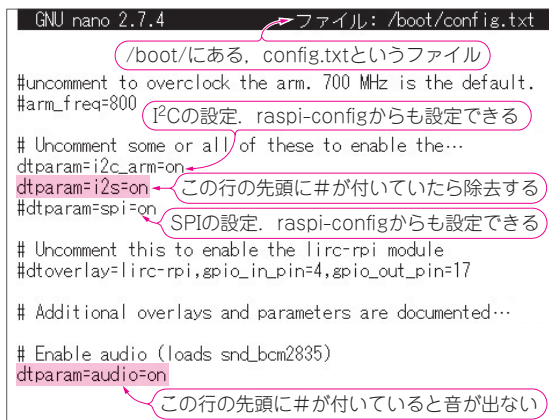 GNU nano 2.7.4 ファイル: /boot/config.txt
/boot/にある，config.txtというファイル
#uncomment to overclock the arm. 700 MHz is the default.
#arm_freq=800
I²Cの設定．raspi-configからも設定できる
# Uncomment some or all of these to enable the…
dtparam=i2c_arm=on
dtparam=i2s=on
この行の先頭に＃が付いていたら除去する
#dtparam=spi=on
SPIの設定．raspi-configからも設定できる
# Uncomment this to enable the lirc-rpi module
#dtoverlay=lirc-rpi,gpio_in_pin=4,gpio_out_pin=17
# Additional overlays and parameters are documented…
# Enable audio (loads snd_bcm2835)
dtparam=audio=on
この行の先頭に＃が付いていると音が出ない